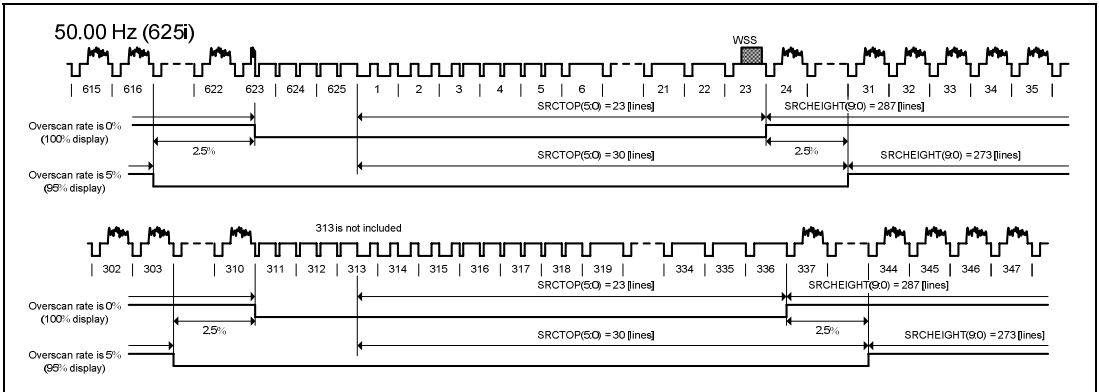 50.00 Hz (625i)
WSS
615 616 622 623 624 625 1 2 3 4 5 6 21 22 23 24 31 32 33 34 35
SRCTOP(5:0) = 23 [lines] SRCHEIGHT(9:0) = 287 [lines]
Overscan rate is 0%
(100% display)
2.5% SRCTOP(5:0) = 30 [lines] 2.5% SRCHEIGHT(9:0) = 273 [lines]
Overscan rate is 5%
(95% display)
313 is not included
302 303 310 311 312 313 314 315 316 317 318 319 334 335 336 337 344 345 346 347
SRCTOP(5:0) = 23 [lines] SRCHEIGHT(9:0) = 287 [lines]
Overscan rate is 0%
(100% display)
2.5% SRCTOP(5:0) = 30 [lines] 2.5% SRCHEIGHT(9:0) = 273 [lines]
Overscan rate is 5%
(95% display)